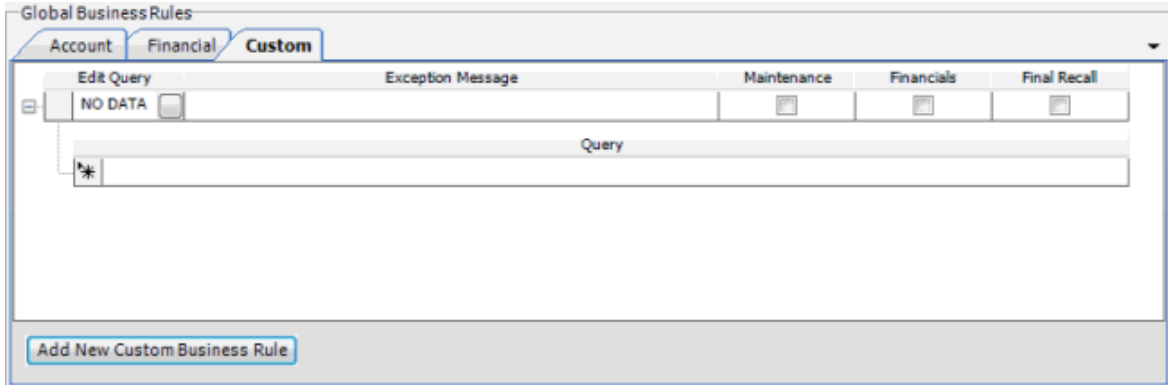 Global Business Rules
Account Financial Custom
Edit Query Exception Message Maintenance Financials Final Recall
NO DATA
Query
Add New Custom Business Rule